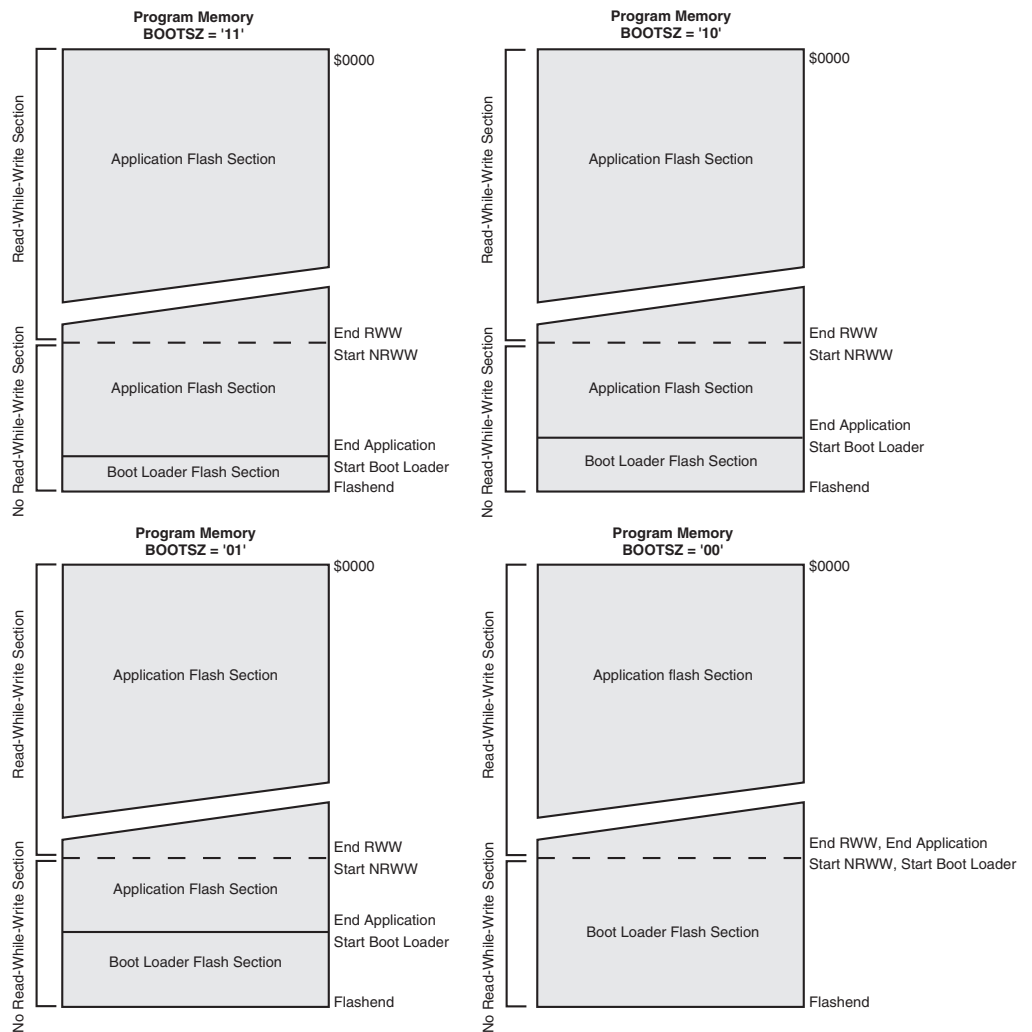 Program Memory
BOOTSZ = '11'
$0000
Read-While-Write Section
Application Flash Section
End RWW
Start NRWW
No Read-While-Write Section
Application Flash Section
End Application
Start Boot Loader
Boot Loader Flash Section
Flashend
Program Memory
BOOTSZ = '10'
$0000
Read-While-Write Section
Application Flash Section
End RWW
Start NRWW
No Read-While-Write Section
Application Flash Section
End Application
Start Boot Loader
Boot Loader Flash Section
Flashend
Program Memory
BOOTSZ = '01'
$0000
Read-While-Write Section
Application Flash Section
End RWW
Start NRWW
No Read-While-Write Section
Application Flash Section
End Application
Start Boot Loader
Boot Loader Flash Section
Flashend
Program Memory
BOOTSZ = '00'
$0000
Read-While-Write Section
Application flash Section
End RWW, End Application
Start NRWW, Start Boot Loader
No Read-While-Write Section
Boot Loader Flash Section
Flashend